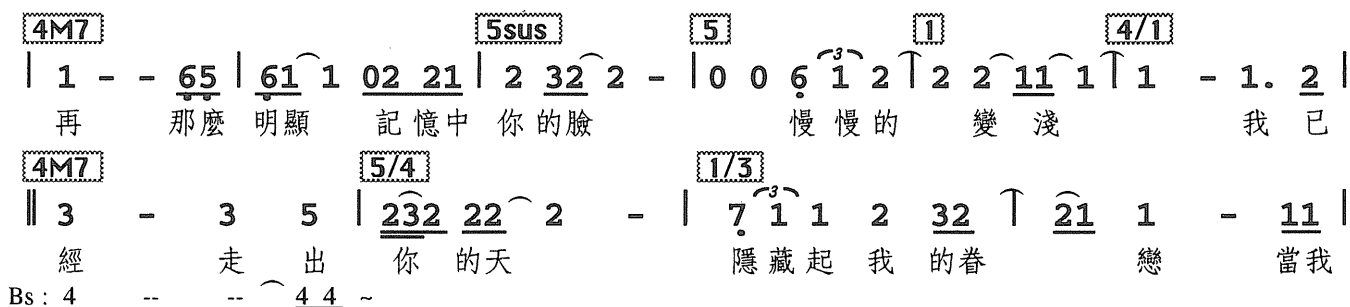 4M7 5sus 5 1 4/1
| 1 - - 65 | 61 1 02 21 | 2 32 2 - | 0 0 6 1 2 | 2 2 11 1 | 1 - 1. 2 |
再 那麼 明顯 記憶中 你的臉 慢慢的 變淺 我已
4M7 5/4 1/3
‖ 3 - 3 5 | 232 22 2 - | 7 1 1 2 32 | 21 1 - 11 |
經 走出 你的天 隱藏起我的眷 戀 當我
Bs : 4 -- -- 4 4 ~